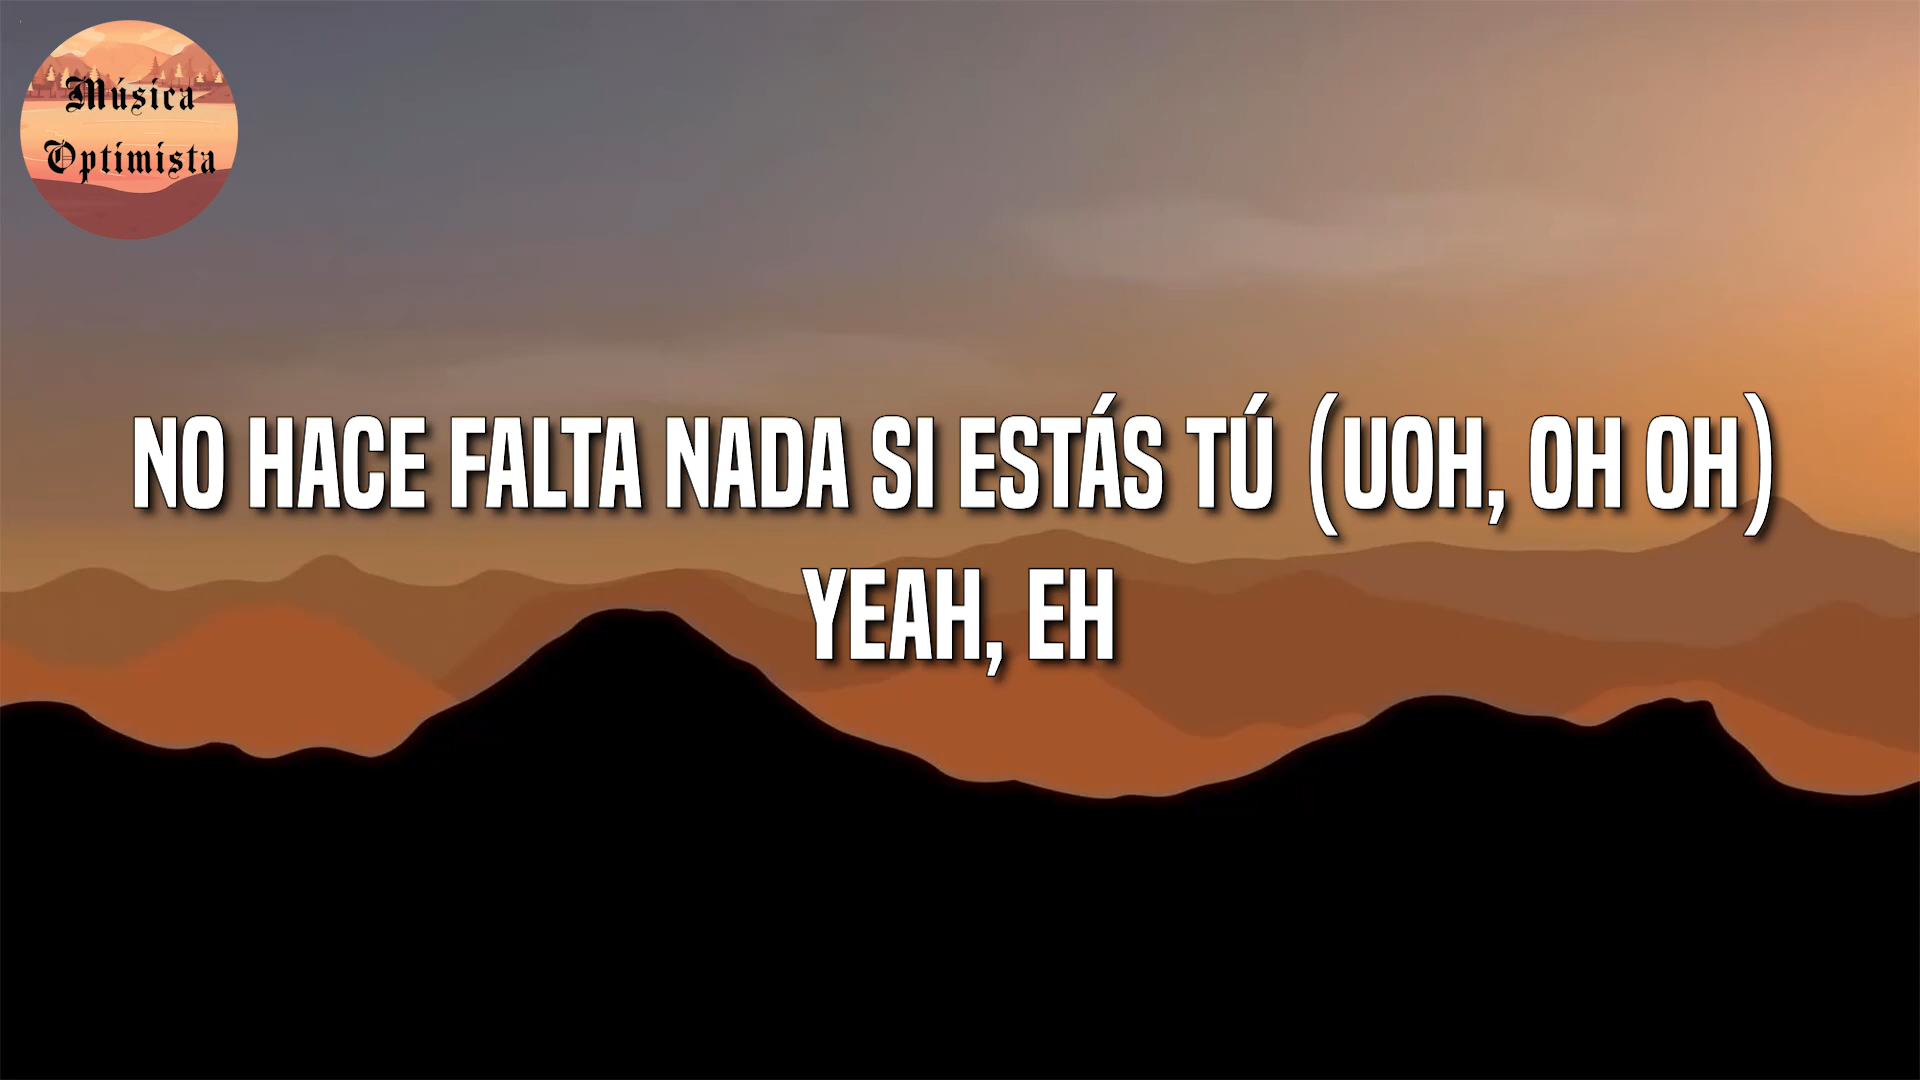 Música
Optimista
NO HACE FALTA NADA SI ESTÁS TÚ (UOH, OH OH)
YEAH, EH